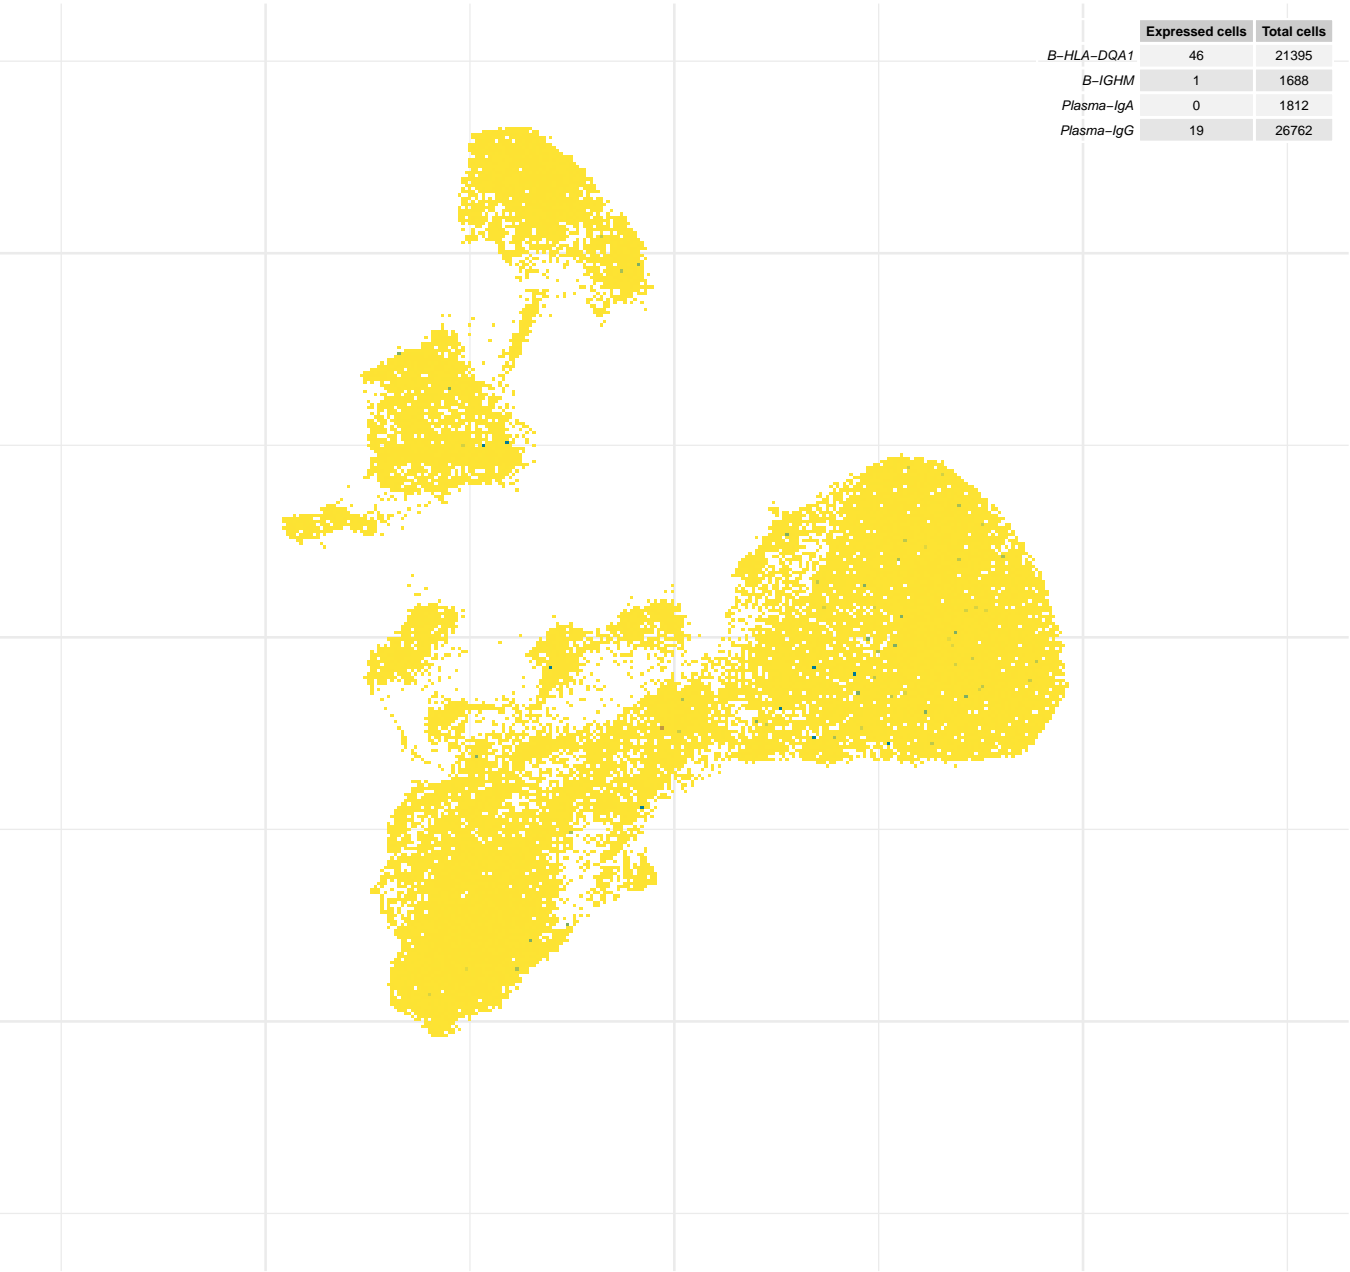 Expressed cells Total cells
B−HLA−DQA1 46 21395
B−IGHM 1 1688
Plasma−IgA 0 1812
Plasma−IgG 19 26762